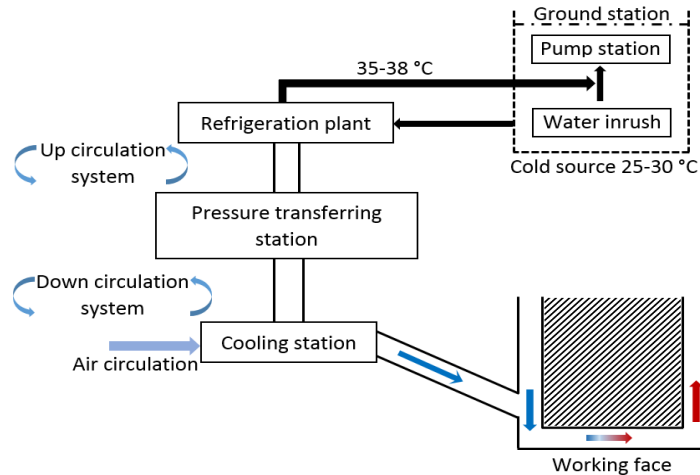 Ground station
Pump station
35-38 °C
Refrigeration plant
Water inrush
Up circulation
system
Cold source 25-30 °C
Pressure transferring
station
Down circulation
system
Cooling station
Air circulation
Working face